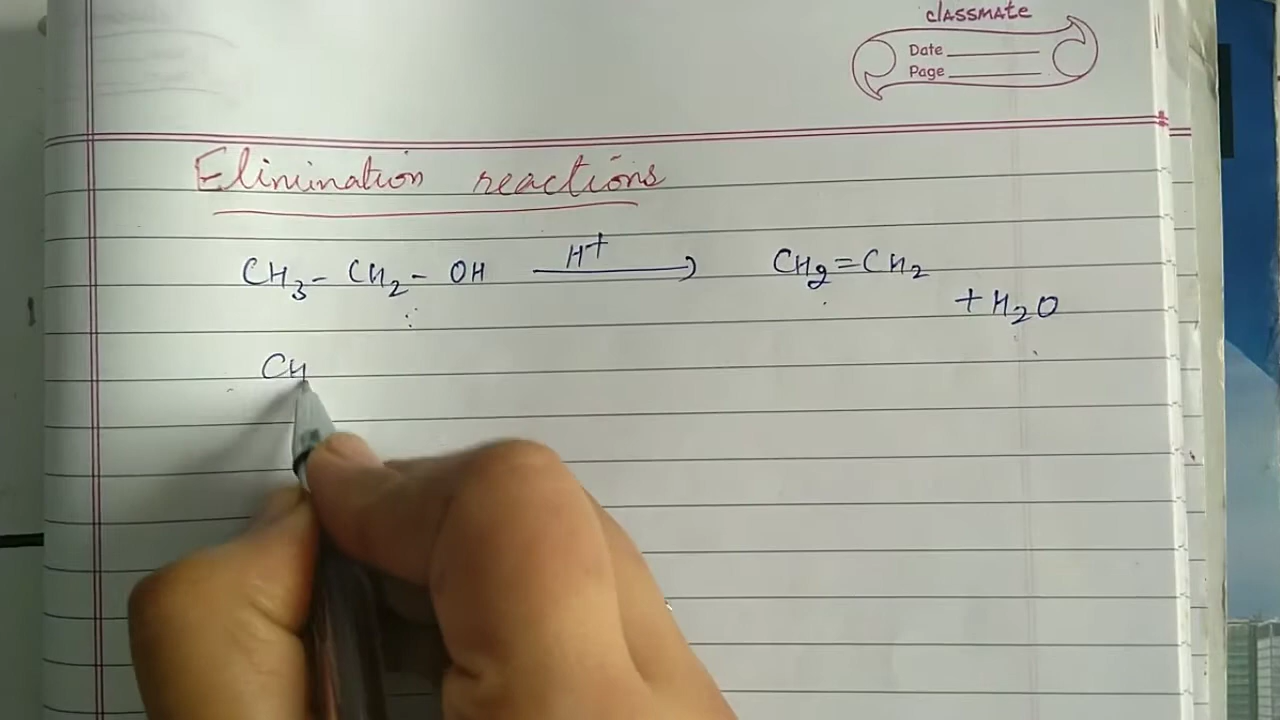 classmate
Date
Page
Elimination reactions
CH₃ - CH₂ - OH H⁺ → CH₂=CH₂
+ H₂O
CH